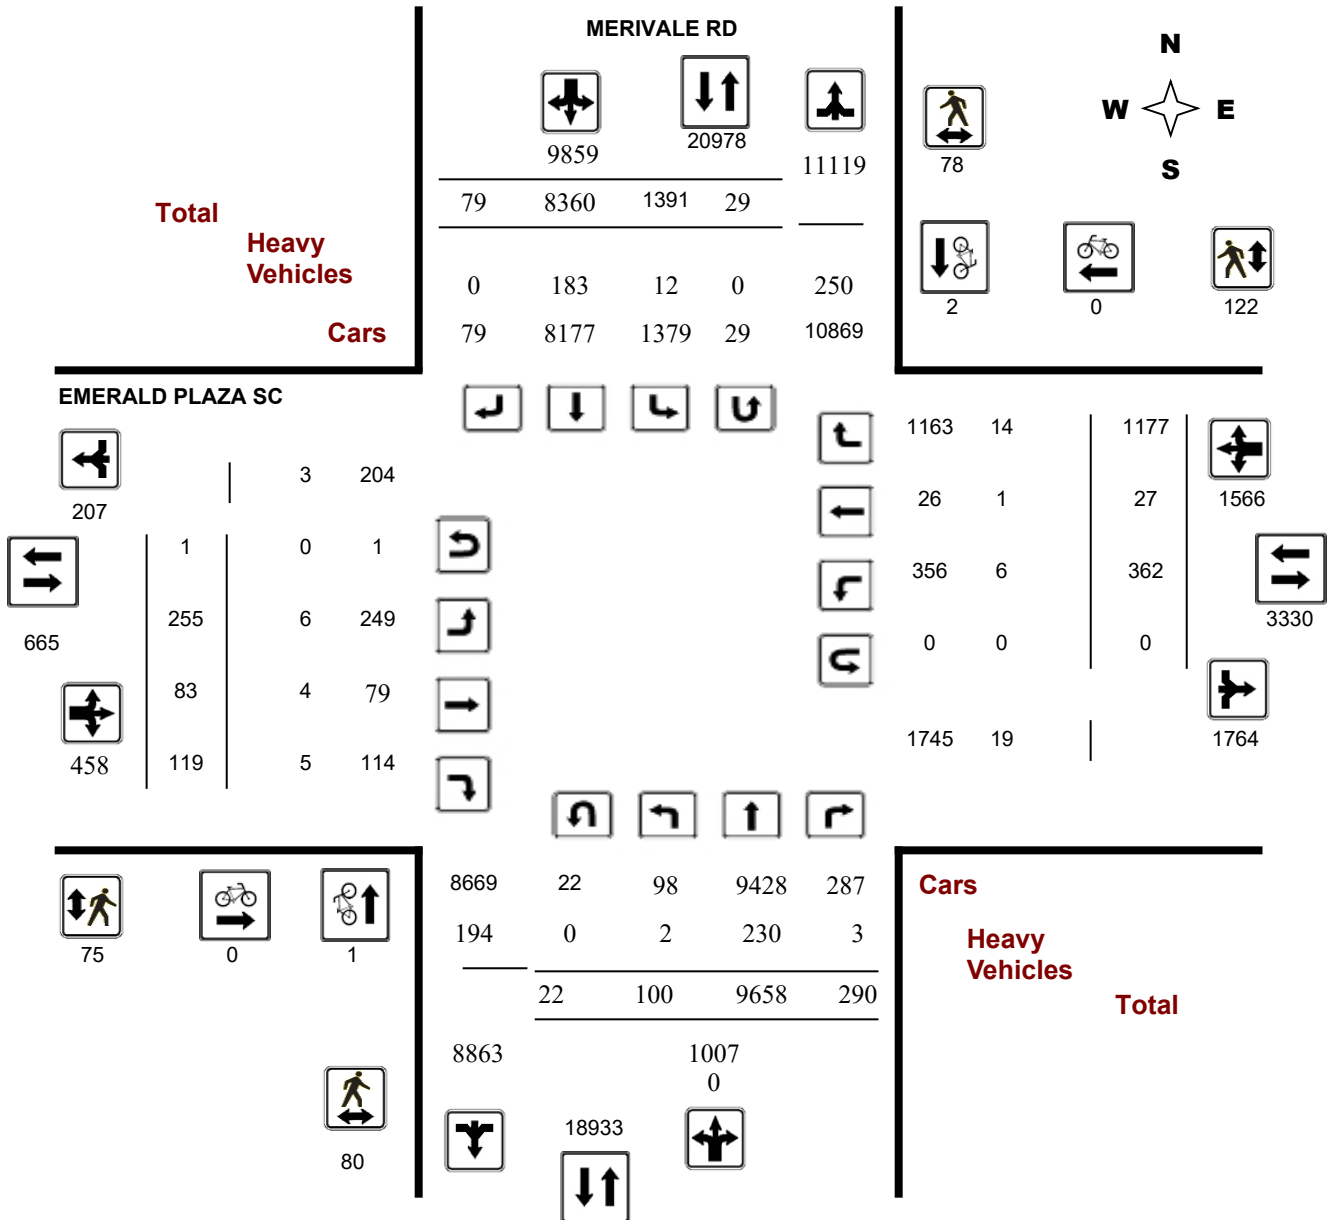 MERIVALE RD
N
W E
S
9859 20978 11119 78
79 8360 1391 29
Total
Heavy
Vehicles
0 183 12 0 250
2 0 122
Cars 79 8177 1379 29 10869
EMERALD PLAZA SC
1163 14 1177
3 204
207
26 1 27 1566
1 0 1
356 6 362
255 6 249
665
3330
0 0 0
83 4 79
1745 19 1764
458 119 5 114
8669 22 98 9428 287 Cars
194 0 2 230 3 Heavy
Vehicles
75 0 1
22 100 9658 290 Total
8863 1007
0
18933
80